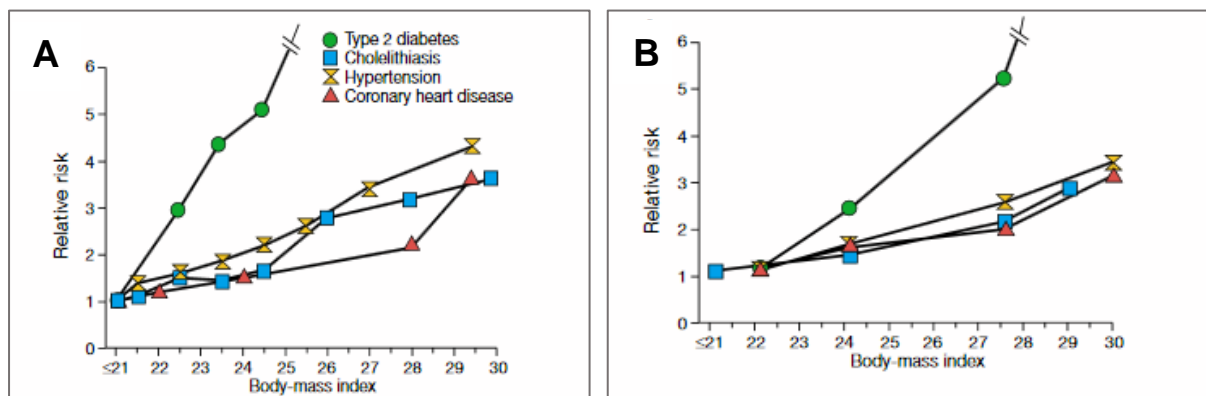 A
Type 2 diabetes
Cholelithiasis
Hypertension
Coronary heart disease
Relative risk
6
5
4
3
2
1
0
≤21 22 23 24 25 26 27 28 29 30
Body-mass index
B
Relative risk
6
5
4
3
2
1
0
≤21 22 23 24 25 26 27 28 29 30
Body-mass index